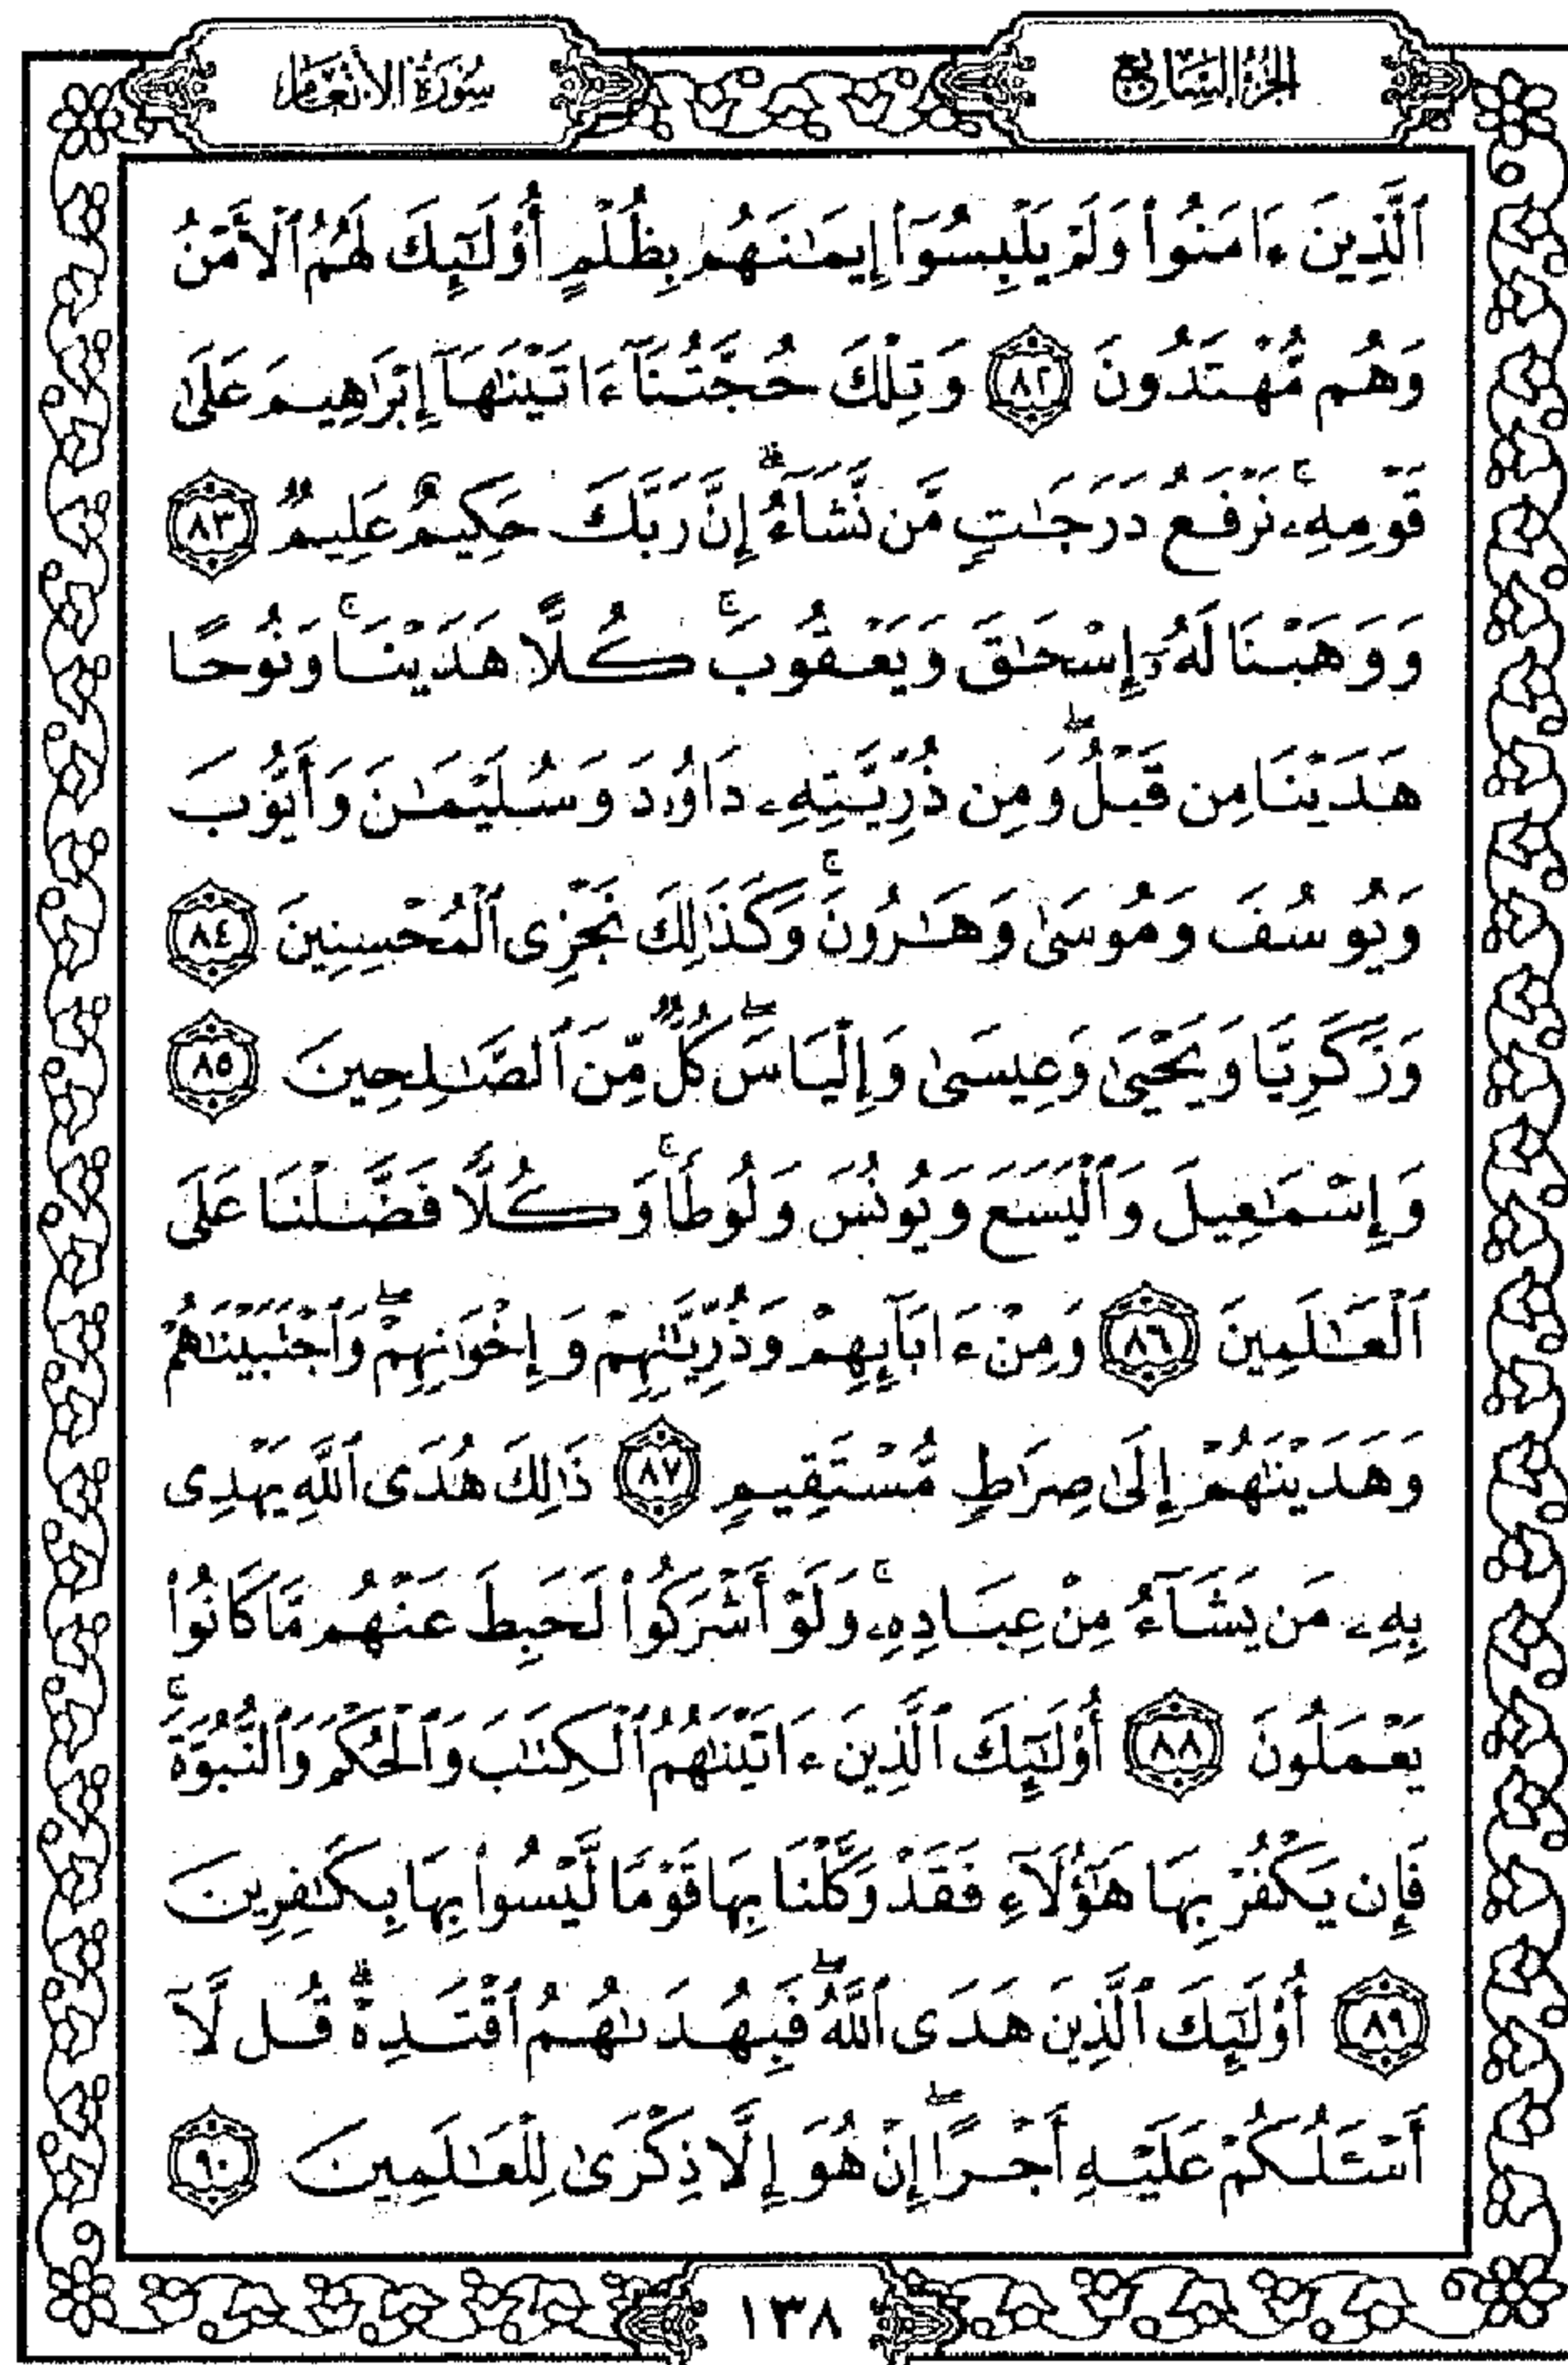 الجزء السابع
سورة الأنعام
ٱلَّذِينَ ءَامَنُوا۟ وَلَمْ يَلْبِسُوٓا۟ إِيمَٰنَهُم بِظُلْمٍ أُو۟لَٰٓئِكَ لَهُمُ ٱلْأَمْنُ
وَهُم مُّهْتَدُونَ ٨٢ وَتِلْكَ حُجَّتُنَآ ءَاتَيْنَٰهَآ إِبْرَٰهِيمَ عَلَىٰ
قَوْمِهِۦ ۚ نَرْفَعُ دَرَجَٰتٍ مَّن نَّشَآءُ ۗ إِنَّ رَبَّكَ حَكِيمٌ عَلِيمٌ ٨٣
وَوَهَبْنَا لَهُۥٓ إِسْحَٰقَ وَيَعْقُوبَ ۚ كُلًّا هَدَيْنَا ۚ وَنُوحًا
هَدَيْنَا مِن قَبْلُ ۖ وَمِن ذُرِّيَّتِهِۦ دَاوُۥدَ وَسُلَيْمَٰنَ وَأَيُّوبَ
وَيُوسُفَ وَمُوسَىٰ وَهَٰرُونَ ۚ وَكَذَٰلِكَ نَجْزِى ٱلْمُحْسِنِينَ ٨٤
وَزَكَرِيَّا وَيَحْيَىٰ وَعِيسَىٰ وَإِلْيَاسَ ۖ كُلٌّ مِّنَ ٱلصَّٰلِحِينَ ٨٥
وَإِسْمَٰعِيلَ وَٱلْيَسَعَ وَيُونُسَ وَلُوطًا ۚ وَكُلًّا فَضَّلْنَا عَلَى
ٱلْعَٰلَمِينَ ٨٦ وَمِنْ ءَابَآئِهِمْ وَذُرِّيَّٰتِهِمْ وَإِخْوَٰنِهِمْ ۖ وَٱجْتَبَيْنَٰهُمْ
وَهَدَيْنَٰهُمْ إِلَىٰ صِرَٰطٍ مُّسْتَقِيمٍ ٨٧ ذَٰلِكَ هُدَى ٱللَّهِ يَهْدِى
بِهِۦ مَن يَشَآءُ مِنْ عِبَادِهِۦ ۚ وَلَوْ أَشْرَكُوا۟ لَحَبِطَ عَنْهُم مَّا كَانُوا۟
يَعْمَلُونَ ٨٨ أُو۟لَٰٓئِكَ ٱلَّذِينَ ءَاتَيْنَٰهُمُ ٱلْكِتَٰبَ وَٱلْحُكْمَ وَٱلنُّبُوَّةَ ۚ
فَإِن يَكْفُرْ بِهَا هَٰٓؤُلَآءِ فَقَدْ وَكَّلْنَا بِهَا قَوْمًا لَّيْسُوا۟ بِهَا بِكَٰفِرِينَ
٨٩ أُو۟لَٰٓئِكَ ٱلَّذِينَ هَدَى ٱللَّهُ ۖ فَبِهُدَىٰهُمُ ٱقْتَدِهْ ۗ قُل لَّآ
أَسْـَٔلُكُمْ عَلَيْهِ أَجْرًا ۖ إِنْ هُوَ إِلَّا ذِكْرَىٰ لِلْعَٰلَمِينَ ٩٠
١٣٨